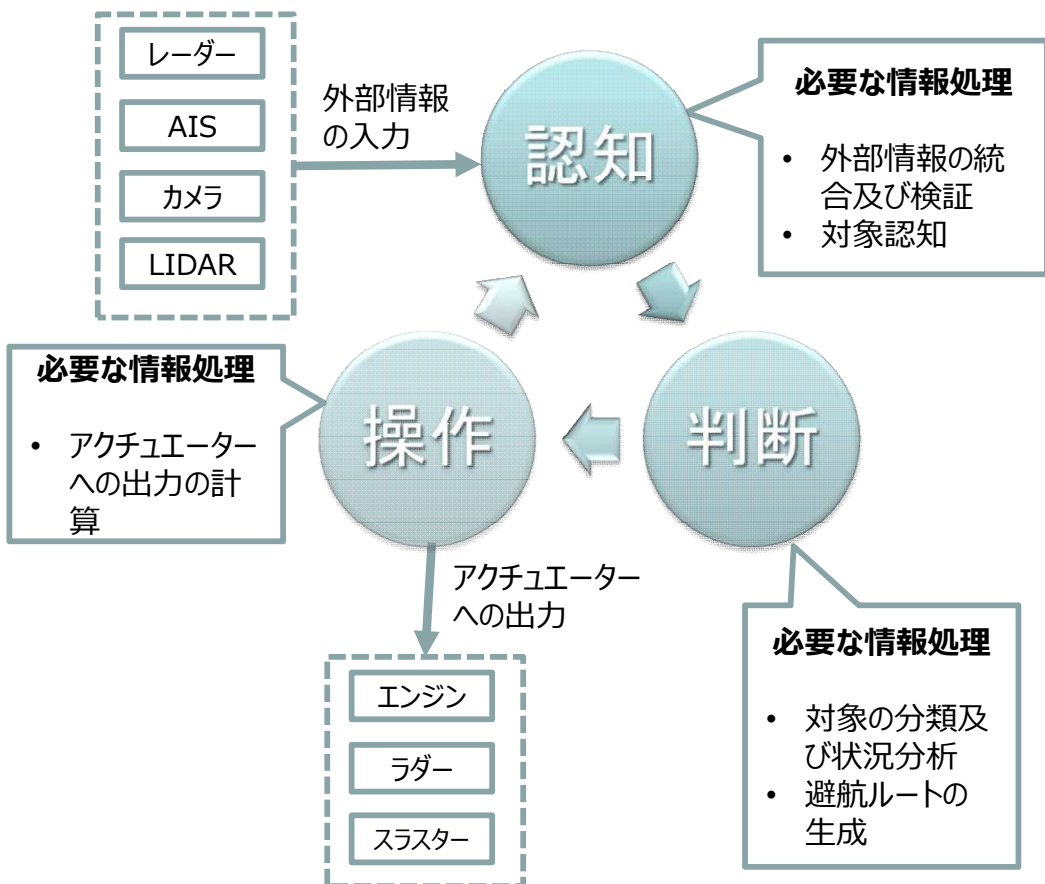 レーダー
AIS
カメラ
LIDAR
外部情報
の入力
認知
必要な情報処理
• 外部情報の統
合及び検証
• 対象認知
必要な情報処理
• アクチュエーター
への出力の計
算
操作
判断
アクチュエーター
への出力
エンジン
ラダー
スラスター
必要な情報処理
• 対象の分類及
び状況分析
• 避航ルートの
生成